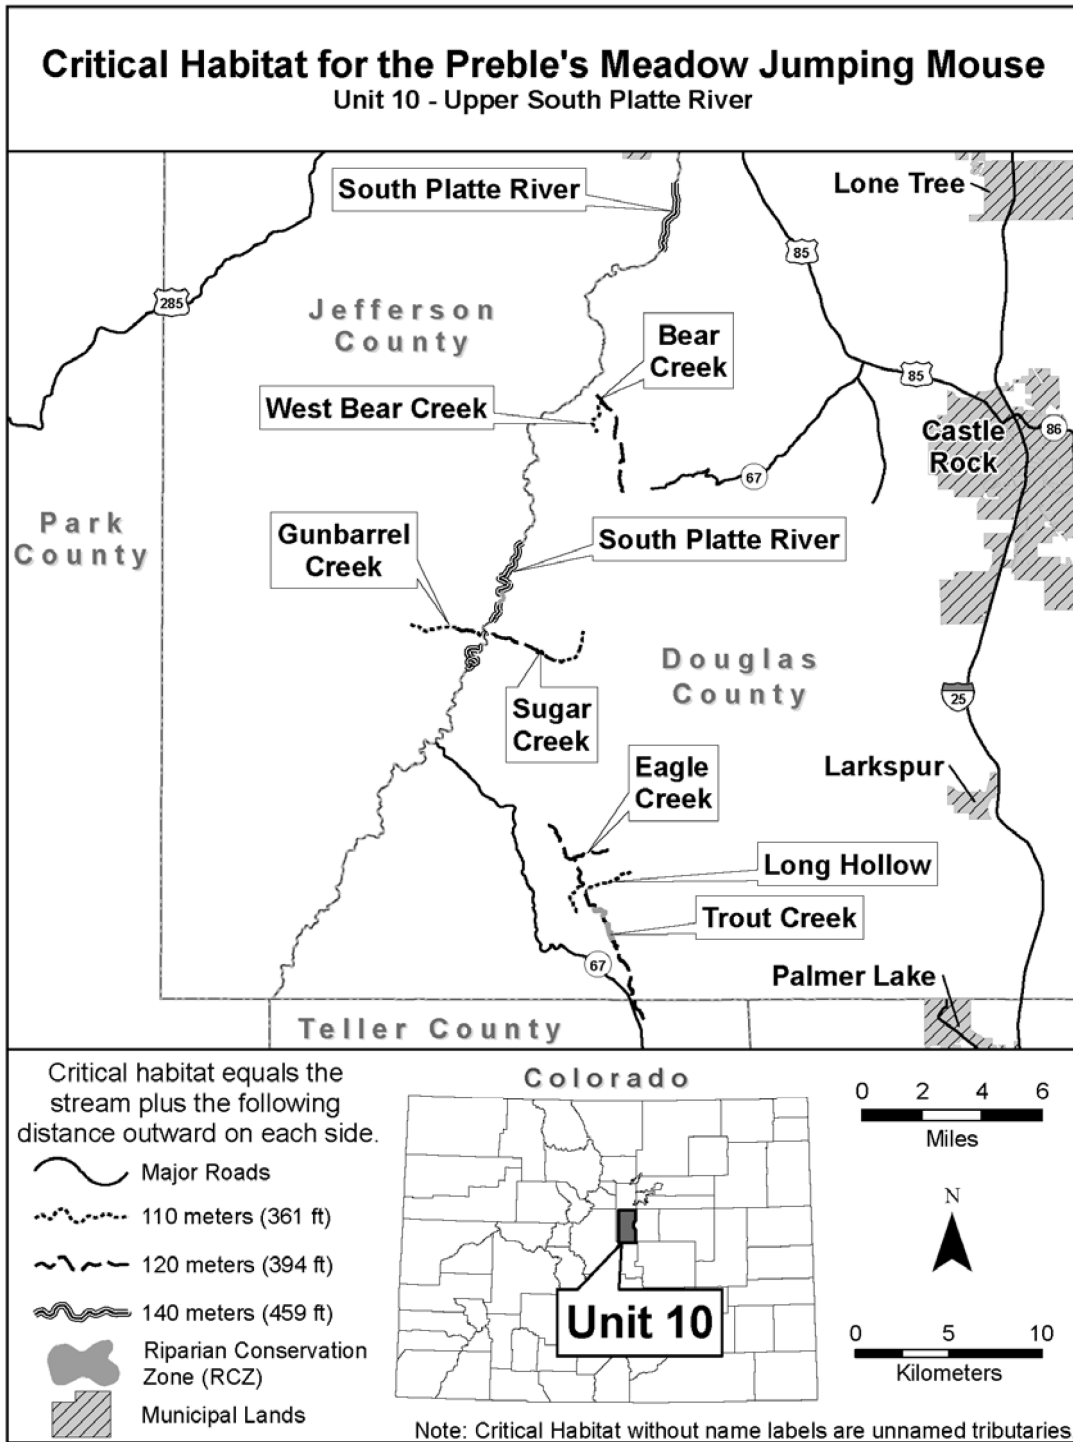 Critical Habitat for the Preble's Meadow Jumping Mouse
Unit 10 - Upper South Platte River
South Platte River
Lone Tree
85
285
Jefferson
County
Bear
Creek
85
West Bear Creek
86
Castle
Rock
67
Park
County
Gunbarrel
Creek
South Platte River
Douglas
County
25
Sugar
Creek
Eagle
Creek
Larkspur
Long Hollow
Trout Creek
67
Palmer Lake
Teller County
Critical habitat equals the
stream plus the following
distance outward on each side.
Major Roads
110 meters (361 ft)
120 meters (394 ft)
140 meters (459 ft)
Riparian Conservation
Zone (RCZ)
Municipal Lands
Colorado
Unit 10
0 2 4 6
Miles
N
0 5 10
Kilometers
Note: Critical Habitat without name labels are unnamed tributaries